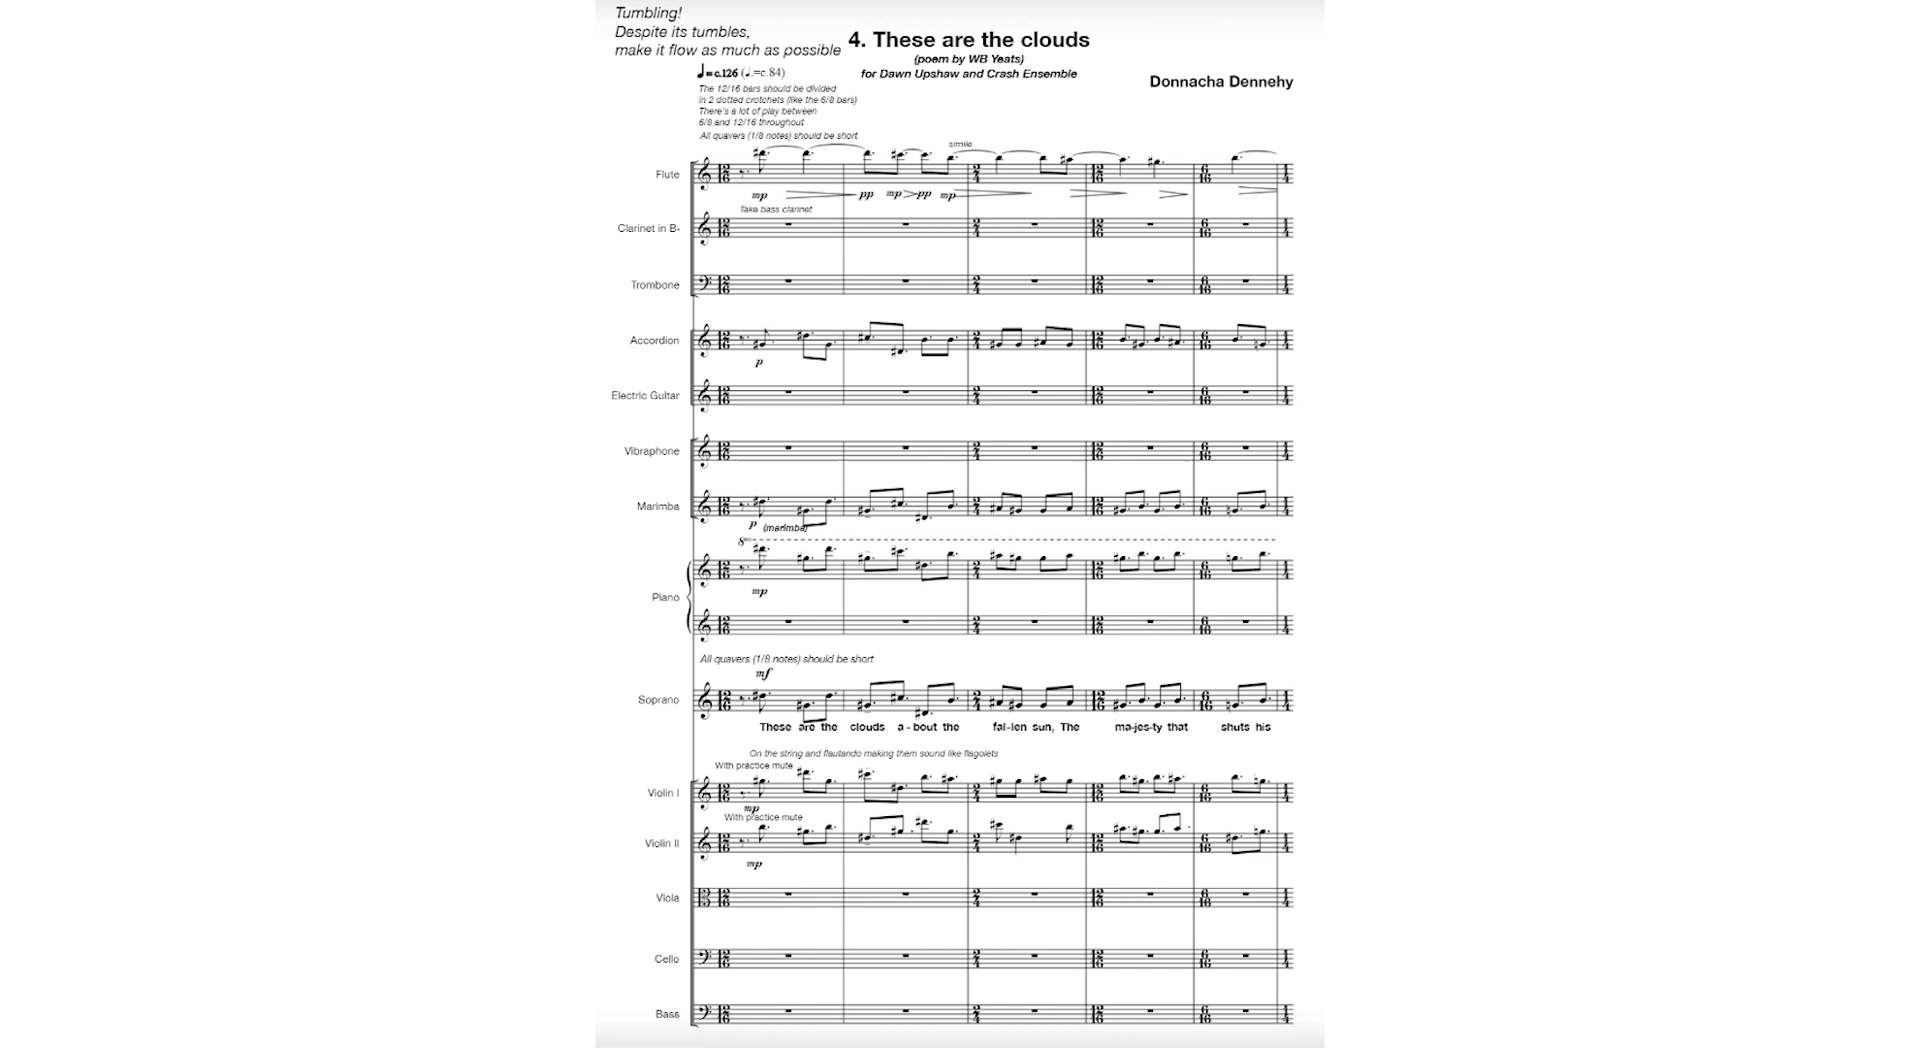 Tumbling!
Despite its tumbles,
make it flow as much as possible
4. These are the clouds
(poem by WB Yeats)
for Dawn Upshaw and Crash Ensemble
Donnacha Dennehy
♩=c.126 (♩.=c.84)
The 12/16 bars should be divided
in 2 dotted crotchets (like the 6/8 bars)
There's a lot of play between
6/8 and 12/16 throughout
All quavers (1/8 notes) should be short
simile
Flute
mp pp mp pp mp
Take bass clarinet
Clarinet in B♭
Trombone
Accordion
p
Electric Guitar
Vibraphone
Marimba
p (marimba)
8va
Piano
mp
All quavers (1/8 notes) should be short
mf
Soprano
These are the clouds a - bout the fal-len sun, The ma-jes-ty that shuts his
On the string and flautando making them sound like flagolets
With practice mute
Violin I
mp
With practice mute
Violin II
mp
Viola
Cello
Bass